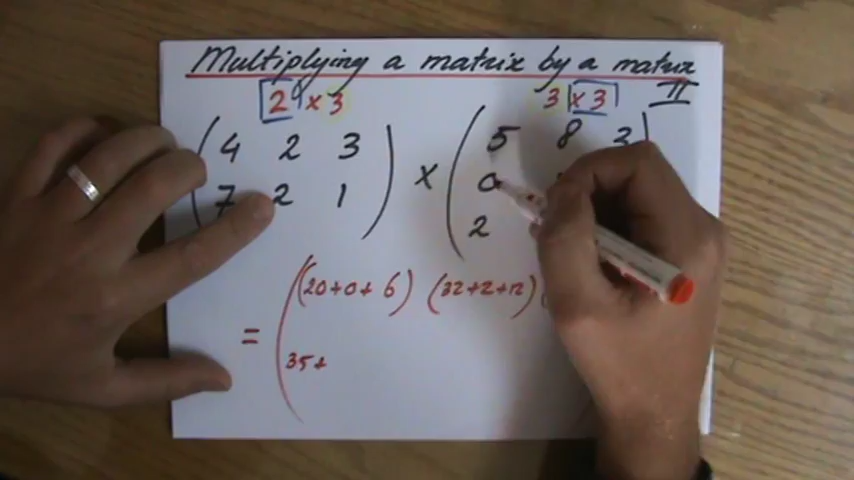 Multiplying a matrix by a matrix
II
2 x 3 3 x 3
4 2 3 x 5 8 3
7 2 1 0
2
(20+0+6) (32+2+12) (
= 35+